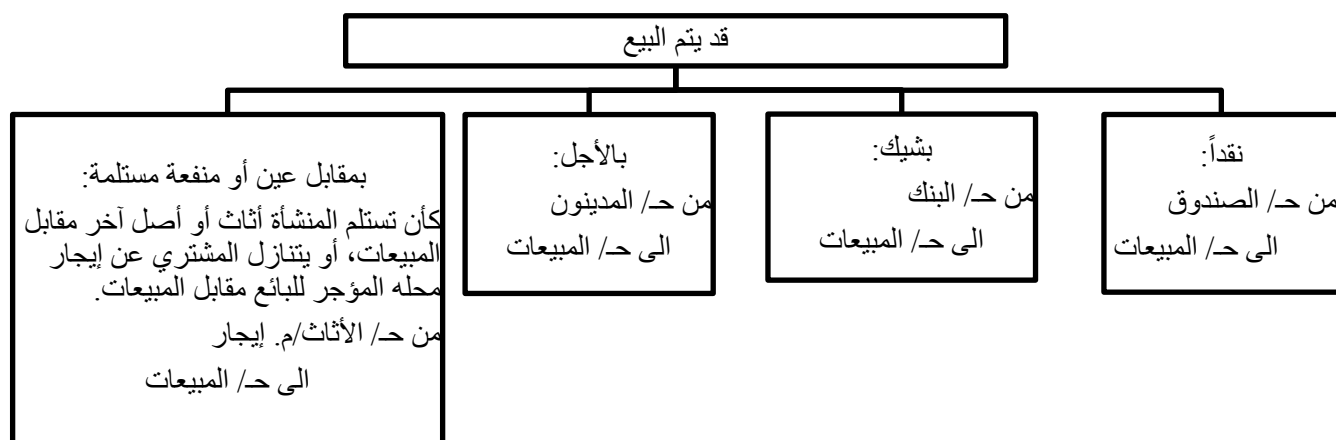 قد يتم البيع
نقداً:
من حـ/ الصندوق
الى حـ/ المبيعات
بشيك:
من حـ/ البنك
الى حـ/ المبيعات
بالأجل:
من حـ/ المدينون
الى حـ/ المبيعات
بمقابل عين أو منفعة مستلمة:
كأن تستلم المنشأة أثاث أو أصل آخر مقابل
المبيعات، أو يتنازل المشتري عن إيجار
محله المؤجر للبائع مقابل المبيعات.
من حـ/ الأثاث/م. إيجار
الى حـ/ المبيعات